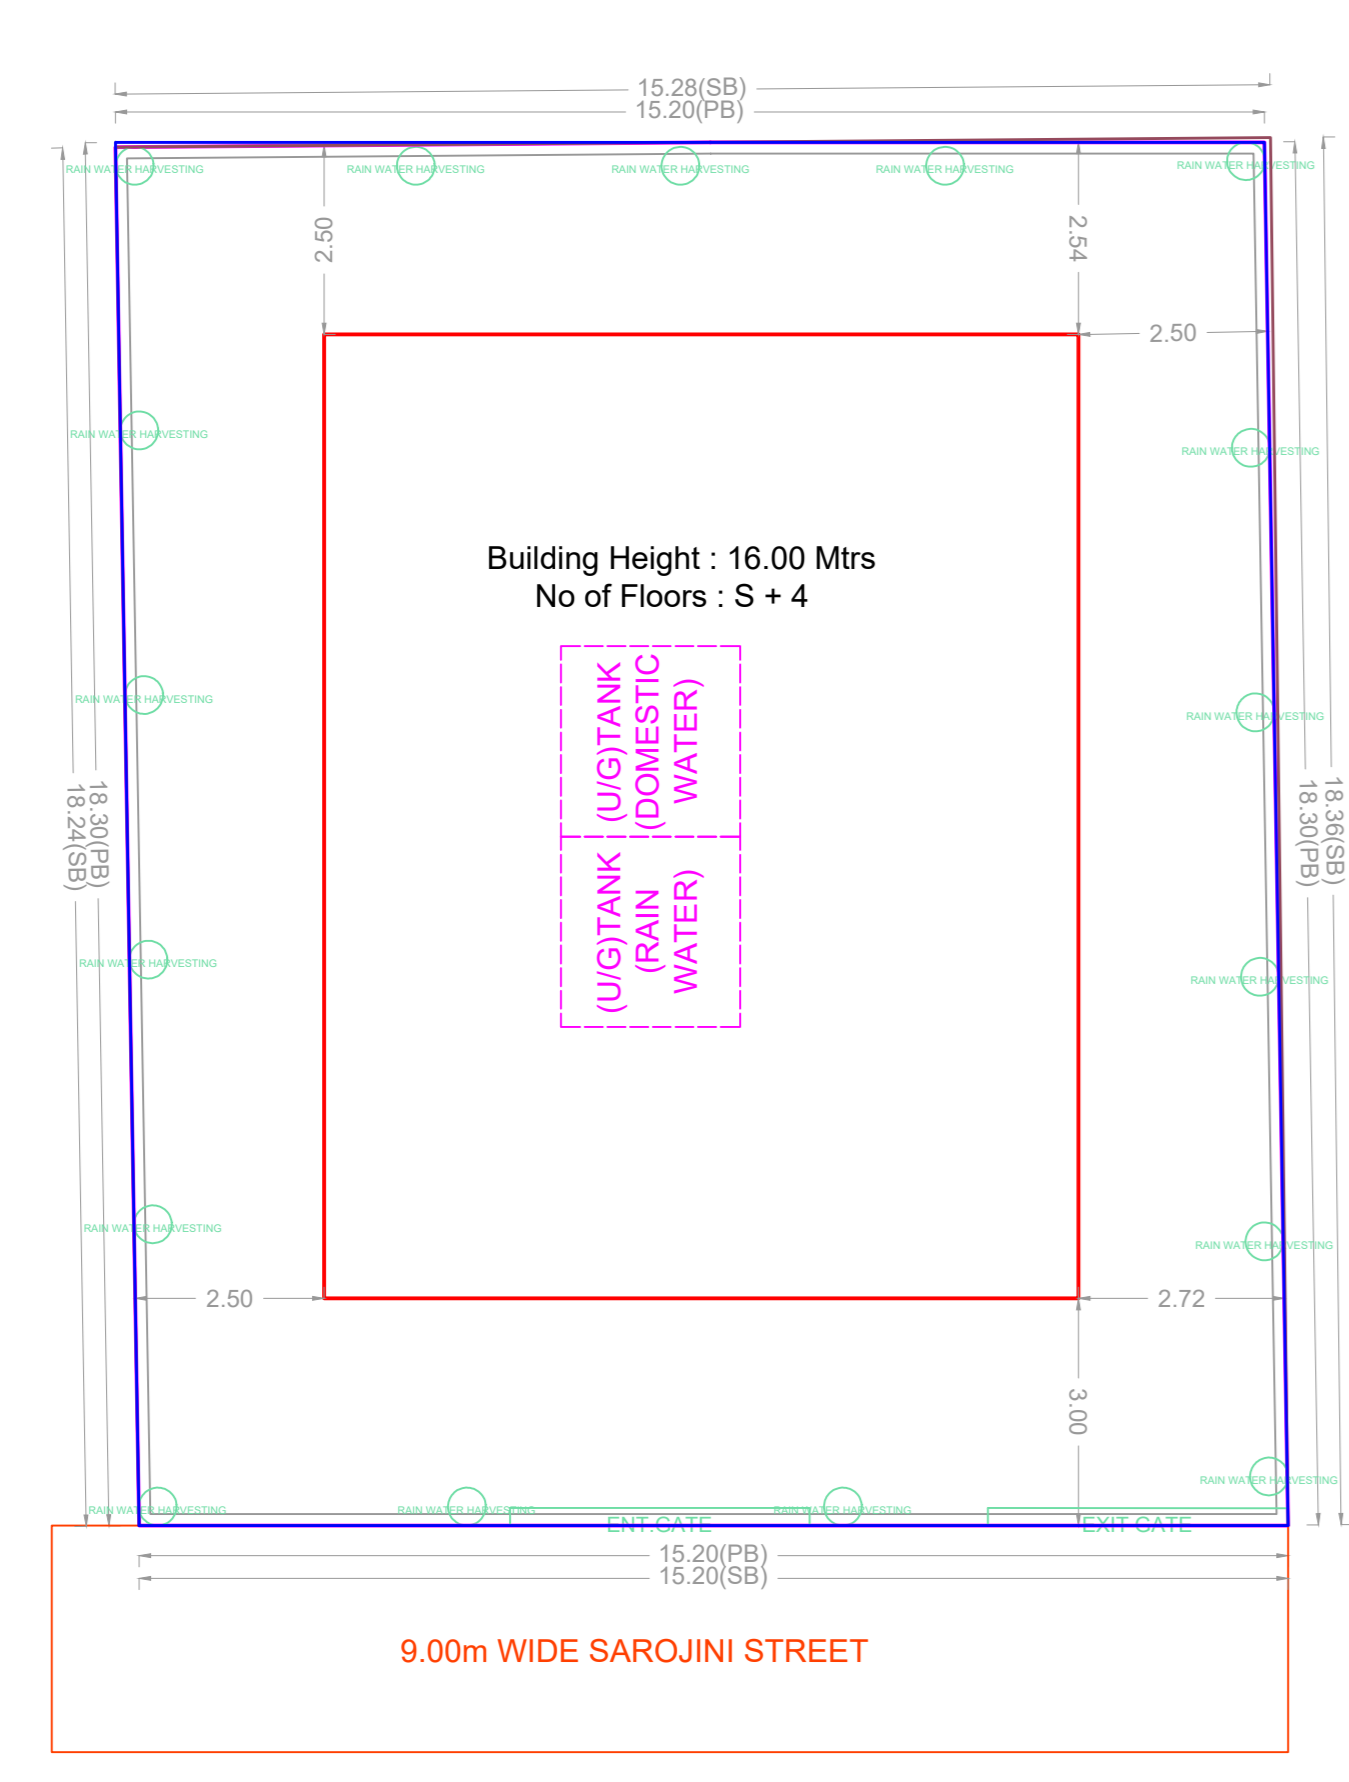 15.28(SB)
15.20(PB)
RAIN WATER HARVESTING
RAIN WATER HARVESTING
RAIN WATER HARVESTING
RAIN WATER HARVESTING
RAIN WATER HARVESTING
2.50
2.54
2.50
RAIN WATER HARVESTING
RAIN WATER HARVESTING
Building Height : 16.00 Mtrs
No of Floors : S + 4
(U/G)TANK
(DOMESTIC
WATER)
RAIN WATER HARVESTING
RAIN WATER HARVESTING
18.24(SB)
18.30(PB)
18.30(PB)
18.36(SB)
(U/G)TANK
(RAIN
WATER)
RAIN WATER HARVESTING
RAIN WATER HARVESTING
RAIN WATER HARVESTING
RAIN WATER HARVESTING
2.50
2.72
3.00
RAIN WATER HARVESTING
RAIN WATER HARVESTING
RAIN WATER HARVESTING
RAIN WATER HARVESTING
ENT.GATE
EXIT GATE
15.20(PB)
15.20(SB)
9.00m WIDE SAROJINI STREET